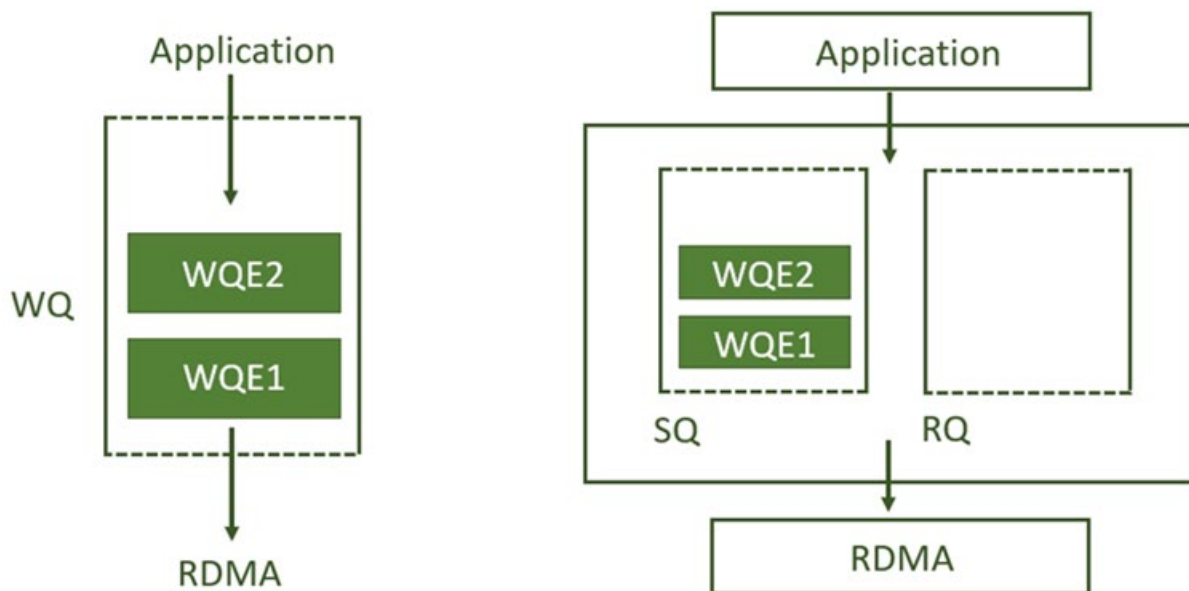 Application
WQE2
WQ
WQE1
RDMA
Application
WQE2
WQE1
SQ
RQ
RDMA